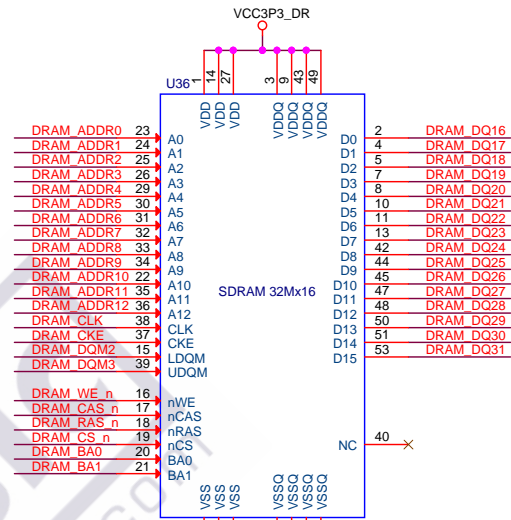 VCC3P3_DR
U36
1 14 27 3 9 43 49
VDD VDD VDD VDDQ VDDQ VDDQ VDDQ
DRAM_ADDR0 23 A0 D0 2 DRAM_DQ16
DRAM_ADDR1 24 A1 D1 4 DRAM_DQ17
DRAM_ADDR2 25 A2 D2 5 DRAM_DQ18
DRAM_ADDR3 26 A3 D3 7 DRAM_DQ19
DRAM_ADDR4 29 A4 D4 8 DRAM_DQ20
DRAM_ADDR5 30 A5 D5 10 DRAM_DQ21
DRAM_ADDR6 31 A6 D6 11 DRAM_DQ22
DRAM_ADDR7 32 A7 D7 13 DRAM_DQ23
DRAM_ADDR8 33 A8 D8 42 DRAM_DQ24
DRAM_ADDR9 34 A9 D9 44 DRAM_DQ25
DRAM_ADDR10 22 A10 D10 45 DRAM_DQ26
DRAM_ADDR11 35 A11 SDRAM 32Mx16 D11 47 DRAM_DQ27
DRAM_ADDR12 36 A12 D12 48 DRAM_DQ28
DRAM_CLK 38 CLK D13 50 DRAM_DQ29
DRAM_CKE 37 CKE D14 51 DRAM_DQ30
DRAM_DQM2 15 LDQM D15 53 DRAM_DQ31
DRAM_DQM3 39 UDQM
DRAM_WE_n 16 nWE
DRAM_CAS_n 17 nCAS
DRAM_RAS_n 18 nRAS
DRAM_CS_n 19 nCS NC 40
DRAM_BA0 20 BA0
DRAM_BA1 21 BA1
VSS VSS VSS VSSQ VSSQ VSSQ VSSQ
com